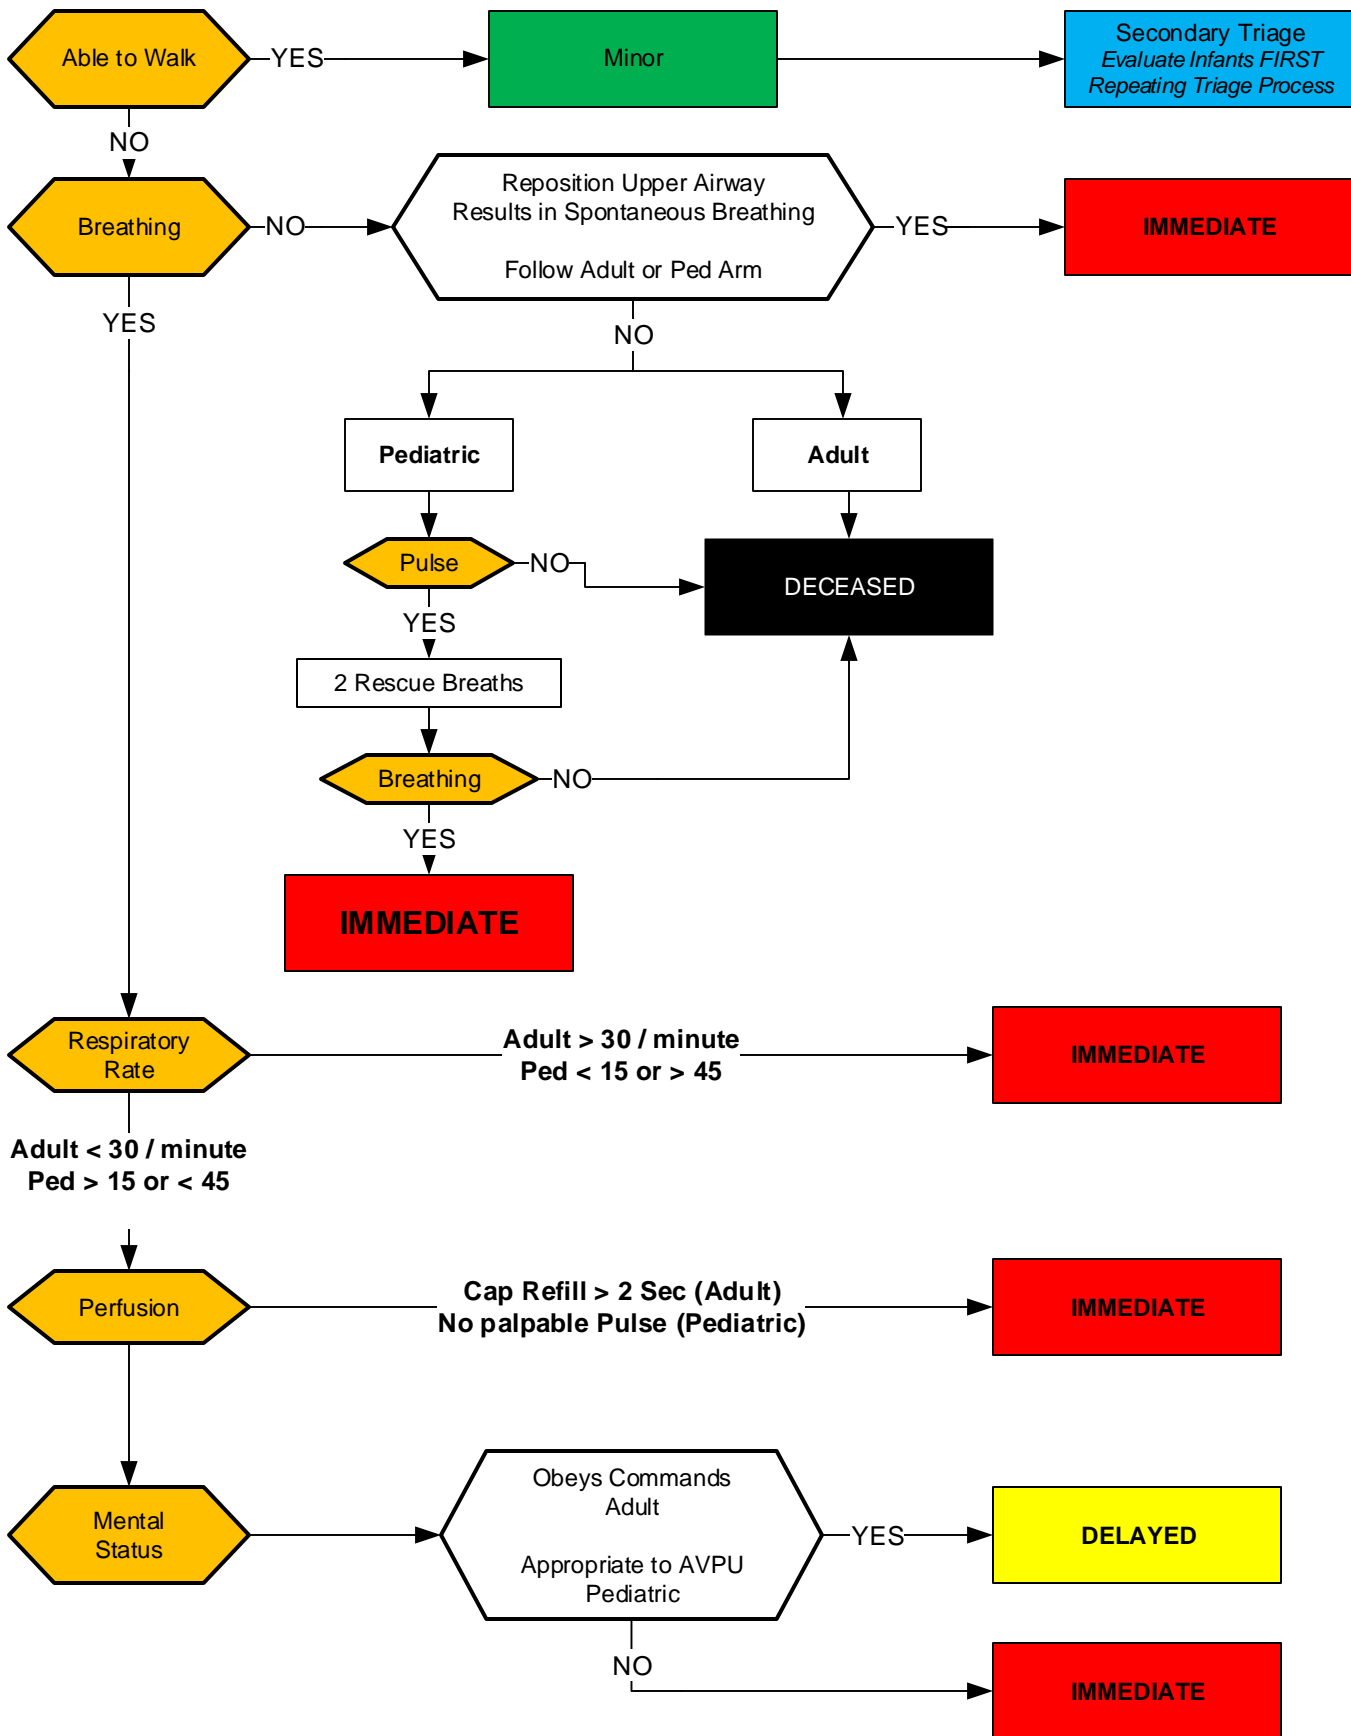 Able to Walk
YES
Minor
Secondary Triage
Evaluate Infants FIRST
Repeating Triage Process
NO
Breathing
NO
Reposition Upper Airway
Results in Spontaneous Breathing
Follow Adult or Ped Arm
YES
IMMEDIATE
YES
NO
Pediatric
Adult
Pulse
NO
DECEASED
YES
2 Rescue Breaths
Breathing
NO
YES
IMMEDIATE
Respiratory
Rate
Adult > 30 / minute
Ped < 15 or > 45
IMMEDIATE
Adult < 30 / minute
Ped > 15 or < 45
Perfusion
Cap Refill > 2 Sec (Adult)
No palpable Pulse (Pediatric)
IMMEDIATE
Mental
Status
Obeys Commands
Adult
Appropriate to AVPU
Pediatric
YES
DELAYED
NO
IMMEDIATE